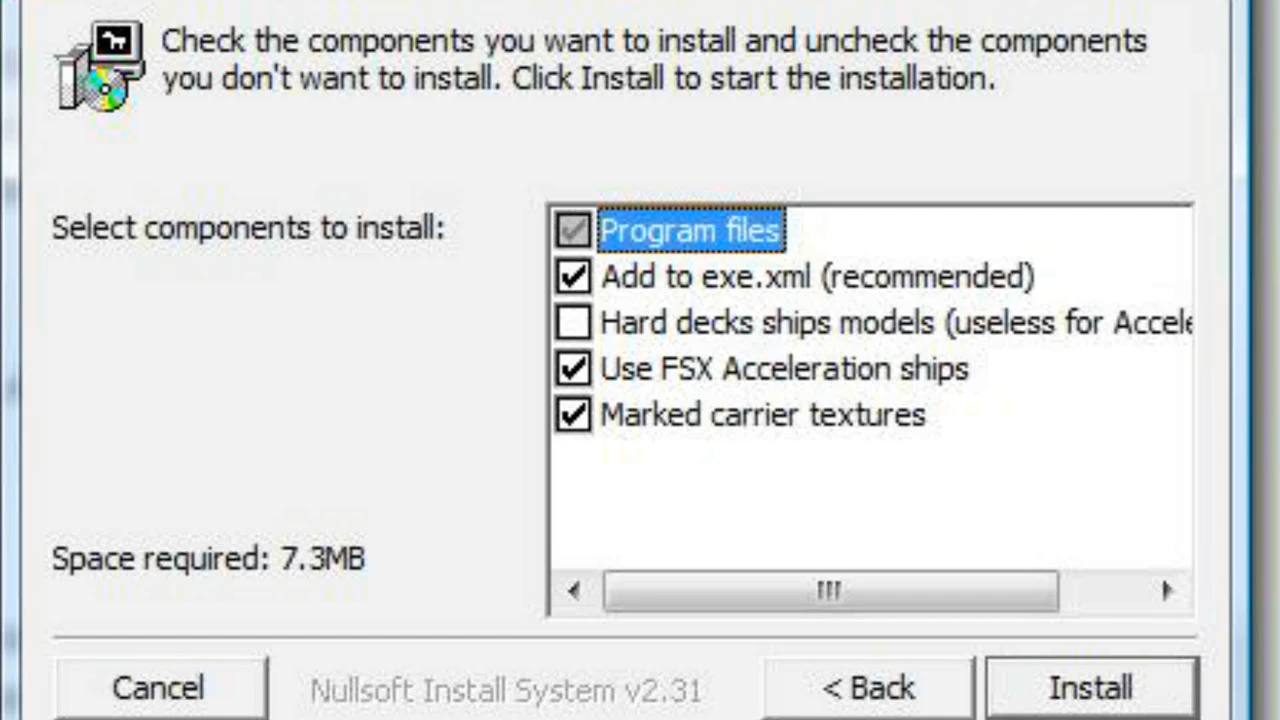 Check the components you want to install and uncheck the components
you don't want to install. Click Install to start the installation.
Select components to install:
Program files
Add to exe.xml (recommended)
Hard decks ships models (useless for Accele
Use FSX Acceleration ships
Marked carrier textures
Space required: 7.3MB
Cancel
Nullsoft Install System v2.31
< Back
Install